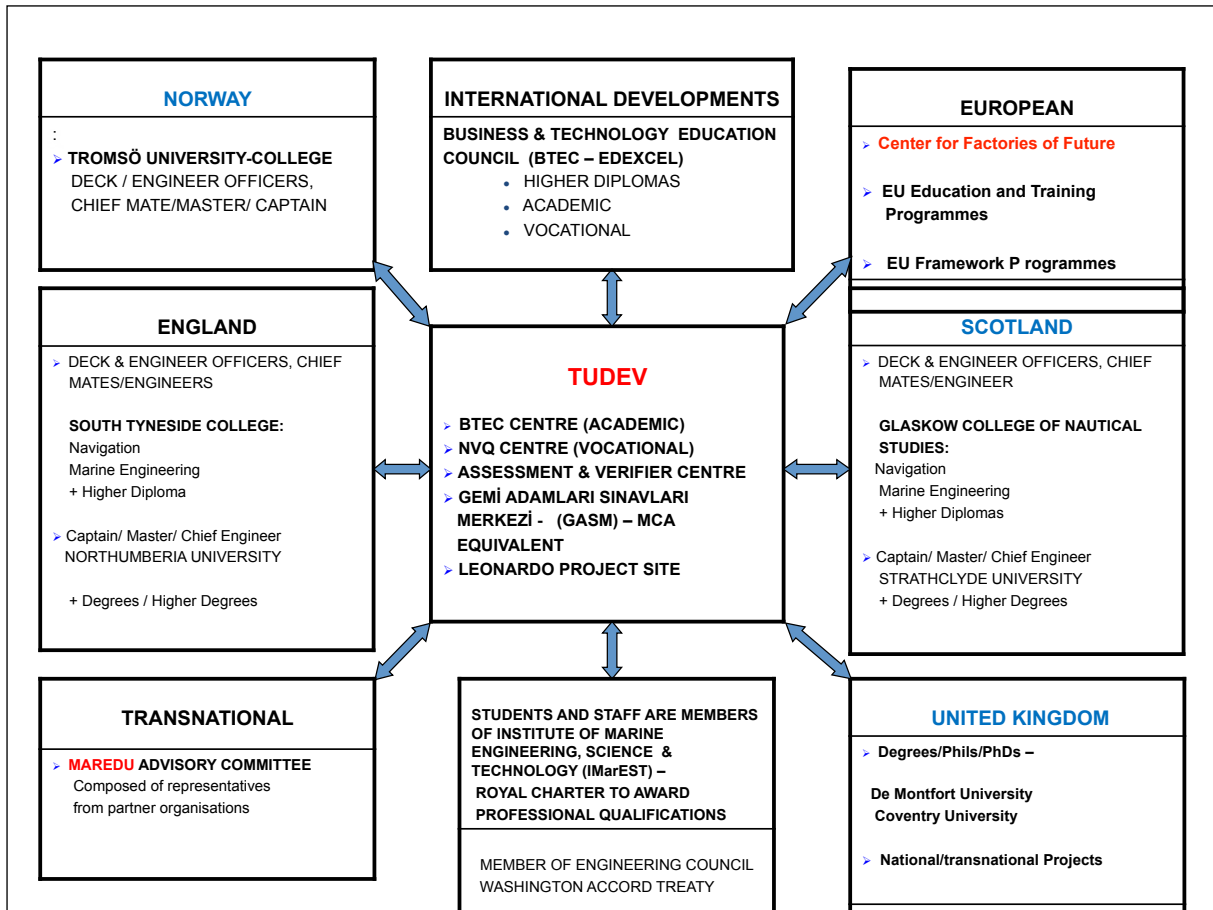 NORWAY
:
➢ TROMSÖ UNIVERSITY-COLLEGE
DECK / ENGINEER OFFICERS,
CHIEF MATE/MASTER/ CAPTAIN
INTERNATIONAL DEVELOPMENTS
BUSINESS & TECHNOLOGY EDUCATION
COUNCIL (BTEC – EDEXCEL)
• HIGHER DIPLOMAS
• ACADEMIC
• VOCATIONAL
EUROPEAN
➢ Center for Factories of Future
➢ EU Education and Training
Programmes
➢ EU Framework P rogrammes
ENGLAND
➢ DECK & ENGINEER OFFICERS, CHIEF
MATES/ENGINEERS
SOUTH TYNESIDE COLLEGE:
Navigation
Marine Engineering
+ Higher Diploma
➢ Captain/ Master/ Chief Engineer
NORTHUMBERIA UNIVERSITY
+ Degrees / Higher Degrees
TUDEV
➢ BTEC CENTRE (ACADEMIC)
➢ NVQ CENTRE (VOCATIONAL)
➢ ASSESSMENT & VERIFIER CENTRE
➢ GEMİ ADAMLARI SINAVLARI
MERKEZİ - (GASM) – MCA
EQUIVALENT
➢ LEONARDO PROJECT SITE
SCOTLAND
➢ DECK & ENGINEER OFFICERS, CHIEF
MATES/ENGINEER
GLASKOW COLLEGE OF NAUTICAL
STUDIES:
Navigation
Marine Engineering
+ Higher Diplomas
➢ Captain/ Master/ Chief Engineer
STRATHCLYDE UNIVERSITY
+ Degrees / Higher Degrees
TRANSNATIONAL
➢ MAREDU ADVISORY COMMITTEE
Composed of representatives
from partner organisations
STUDENTS AND STAFF ARE MEMBERS
OF INSTITUTE OF MARINE
ENGINEERING, SCIENCE &
TECHNOLOGY (IMarEST) –
ROYAL CHARTER TO AWARD
PROFESSIONAL QUALIFICATIONS
MEMBER OF ENGINEERING COUNCIL
WASHINGTON ACCORD TREATY
UNITED KINGDOM
➢ Degrees/Phils/PhDs –
De Montfort University
Coventry University
➢ National/transnational Projects